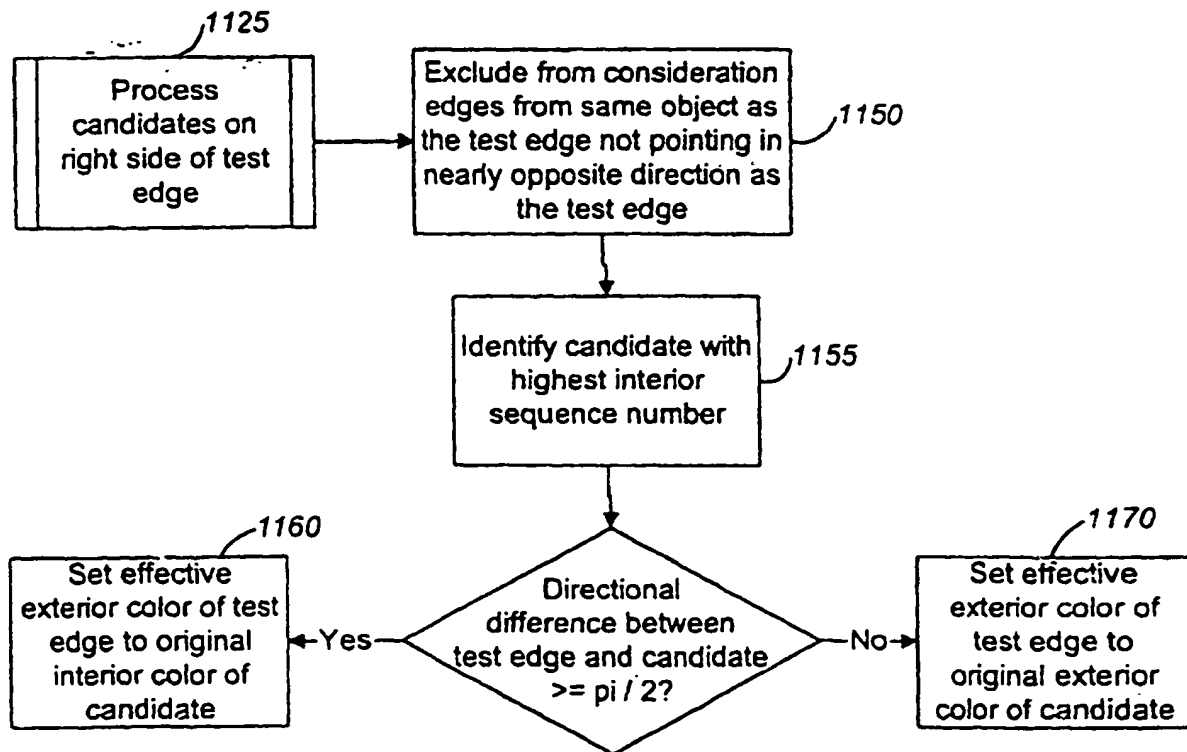 1125
Process
candidates on
right side of test
edge
Exclude from consideration
edges from same object as
the test edge not pointing in
nearly opposite direction as
the test edge
1150
Identify candidate with
highest interior
sequence number
1155
Directional
difference between
test edge and candidate
>= pi / 2?
Yes
No
1160
Set effective
exterior color of test
edge to original
interior color of
candidate
1170
Set effective
exterior color of
test edge to
original exterior
color of candidate